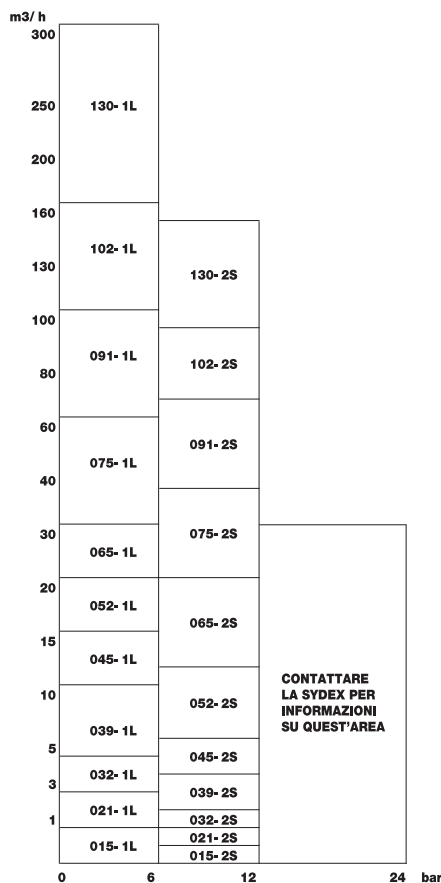 m3/ h
300
250
200
160
130
100
80
60
40
30
20
15
10
5
3
1
130- 1L
102- 1L
091- 1L
075- 1L
065- 1L
052- 1L
045- 1L
039- 1L
032- 1L
021- 1L
015- 1L
130- 2S
102- 2S
091- 2S
075- 2S
065- 2S
052- 2S
045- 2S
039- 2S
032- 2S
021- 2S
015- 2S
CONTATTARE
LA SYDEX PER
INFORMAZIONI
SU QUEST'AREA
0 6 12 24 bar